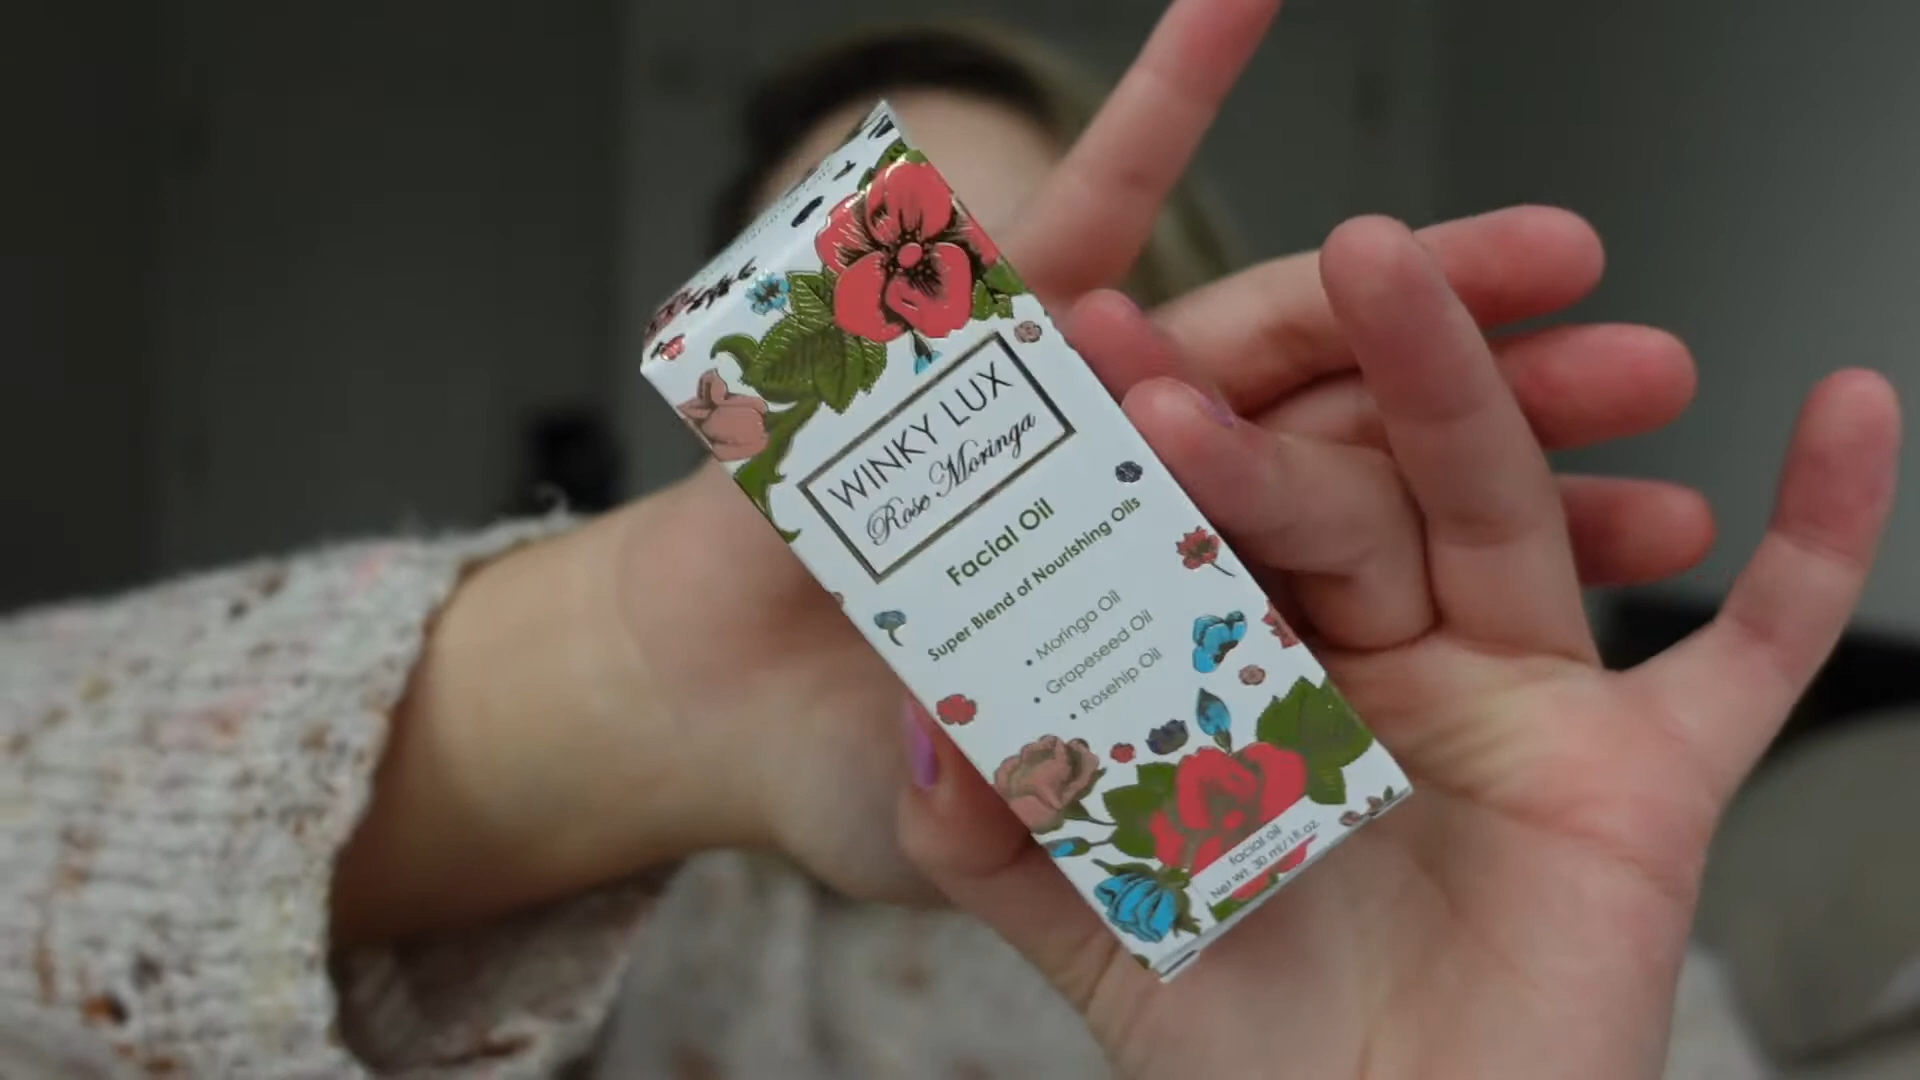 WINKY LUX
Rose Moringa
Facial Oil
Super Blend of Nourishing Oils
• Moringa Oil
• Grapeseed Oil
• Rosehip Oil
facial oil
Net Wt. 30 ml/1 fl.oz.